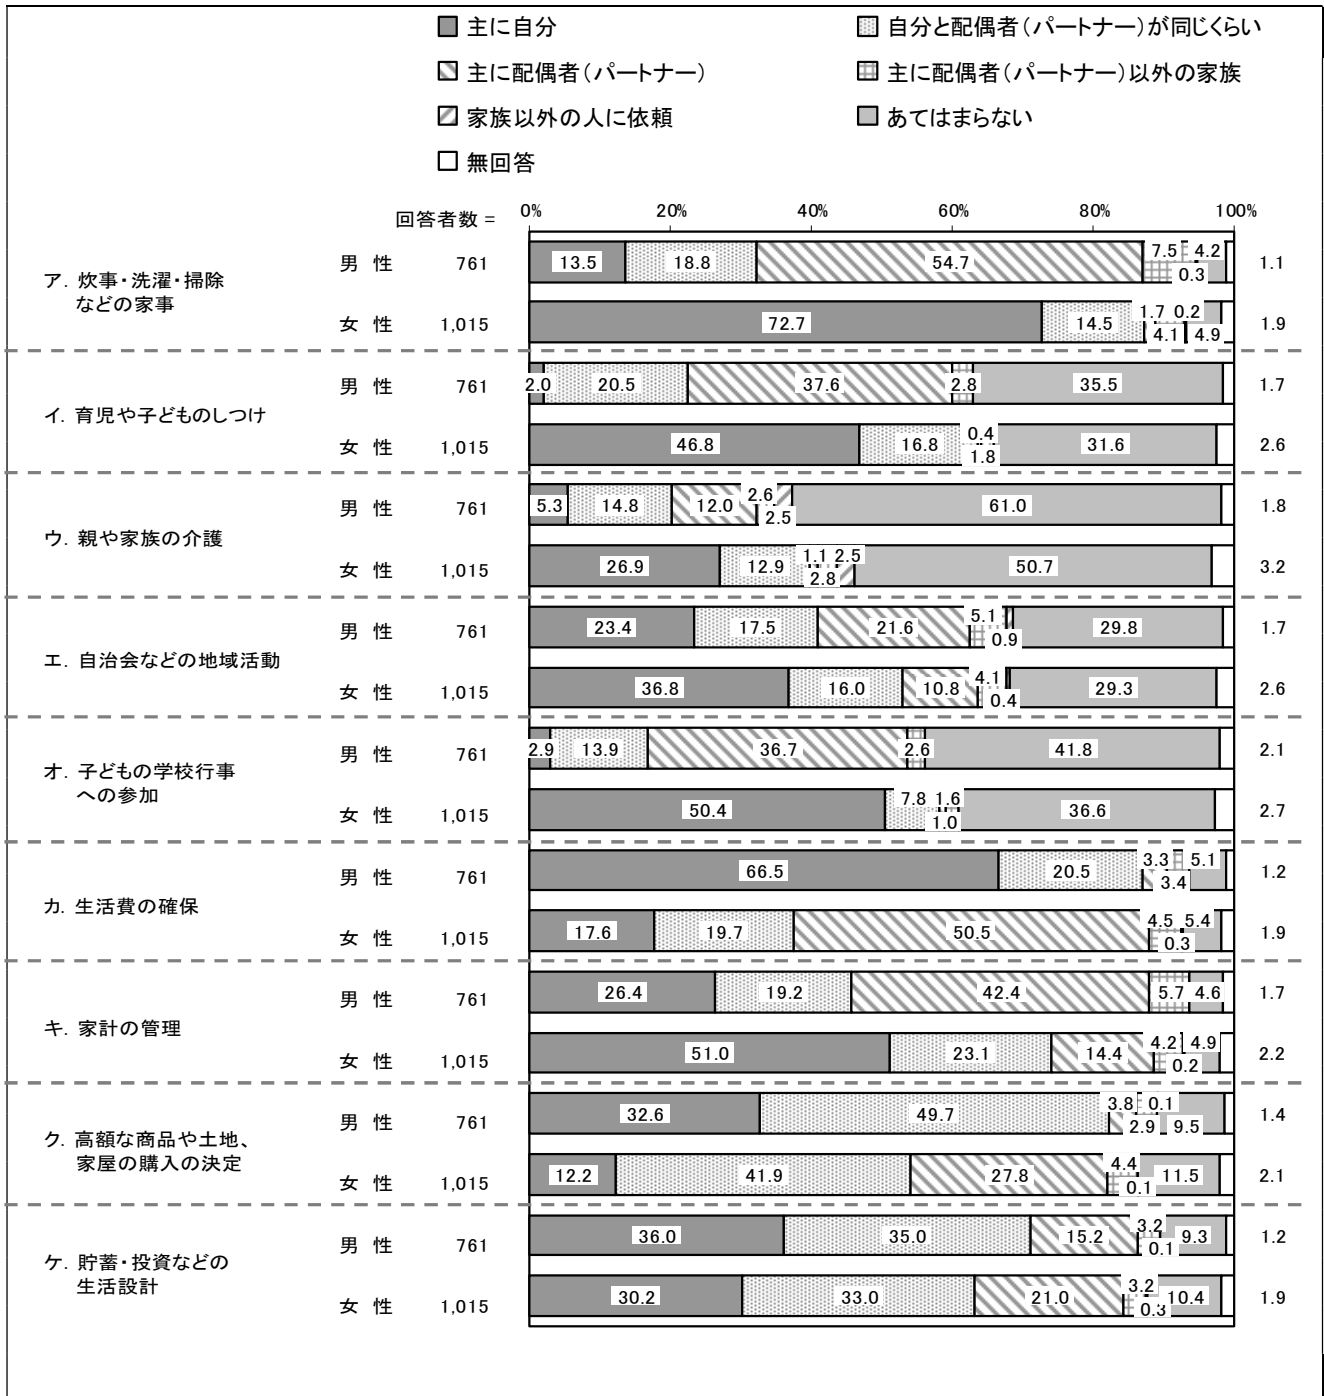 主に自分 自分と配偶者(パートナー)が同じくらい
主に配偶者(パートナー) 主に配偶者(パートナー)以外の家族
家族以外の人に依頼 あてはまらない
無回答
回答者数 = 0% 20% 40% 60% 80% 100%
ア. 炊事・洗濯・掃除
などの家事
男 性 761 13.5 18.8 54.7 7.5 0.3 4.2 1.1
女 性 1,015 72.7 14.5 1.7 4.1 0.2 4.9 1.9
イ. 育児や子どものしつけ
男 性 761 2.0 20.5 37.6 2.8 35.5 1.7
女 性 1,015 46.8 16.8 0.4 1.8 31.6 2.6
ウ. 親や家族の介護
男 性 761 5.3 14.8 12.0 2.6 2.5 61.0 1.8
女 性 1,015 26.9 12.9 1.1 2.8 2.5 50.7 3.2
エ. 自治会などの地域活動
男 性 761 23.4 17.5 21.6 5.1 0.9 29.8 1.7
女 性 1,015 36.8 16.0 10.8 4.1 0.4 29.3 2.6
オ. 子どもの学校行事
への参加
男 性 761 2.9 13.9 36.7 2.6 41.8 2.1
女 性 1,015 50.4 7.8 1.0 1.6 36.6 2.7
カ. 生活費の確保
男 性 761 66.5 20.5 3.3 3.4 5.1 1.2
女 性 1,015 17.6 19.7 50.5 4.5 0.3 5.4 1.9
キ. 家計の管理
男 性 761 26.4 19.2 42.4 5.7 4.6 1.7
女 性 1,015 51.0 23.1 14.4 4.2 0.2 4.9 2.2
ク. 高額な商品や土地、
家屋の購入の決定
男 性 761 32.6 49.7 3.8 2.9 0.1 9.5 1.4
女 性 1,015 12.2 41.9 27.8 4.4 0.1 11.5 2.1
ケ. 貯蓄・投資などの
生活設計
男 性 761 36.0 35.0 15.2 3.2 0.1 9.3 1.2
女 性 1,015 30.2 33.0 21.0 3.2 0.3 10.4 1.9